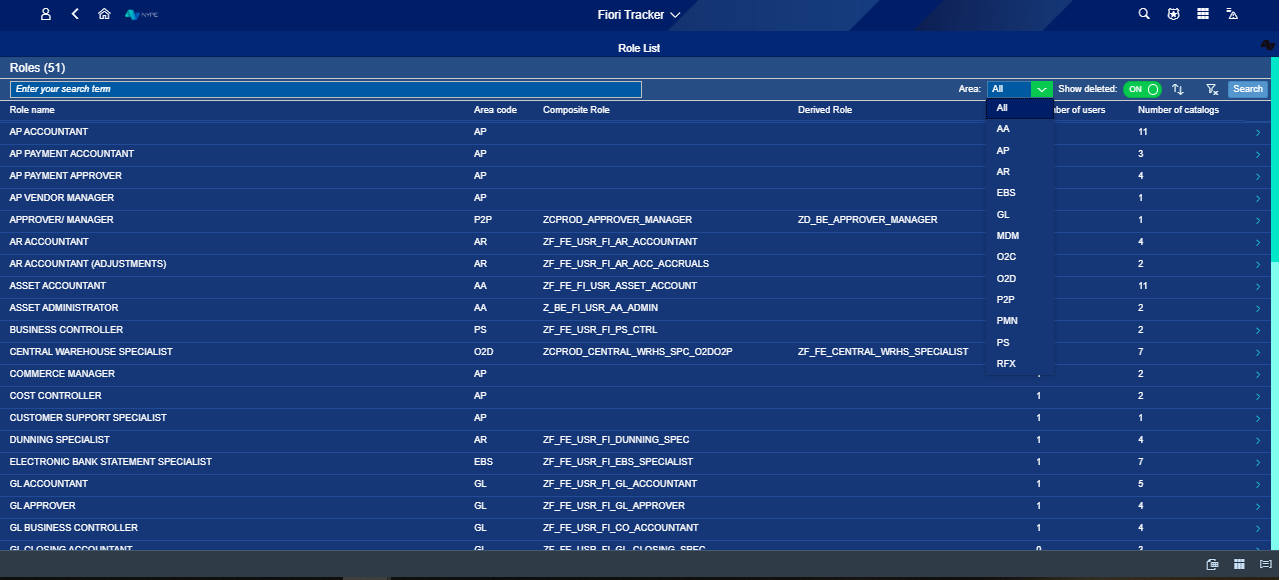 NYPE
Fiori Tracker
Role List
Roles (51)
Enter your search term
Area: All Show deleted: ON Search
Role name Area code Composite Role Derived Role ber of users Number of catalogs
All
AA
AP
AR
EBS
GL
MDM
O2C
O2D
P2P
PMN
PS
RFX
AP ACCOUNTANT AP 11
AP PAYMENT ACCOUNTANT AP 3
AP PAYMENT APPROVER AP 4
AP VENDOR MANAGER AP 1
APPROVER/ MANAGER P2P ZCPROD_APPROVER_MANAGER ZD_BE_APPROVER_MANAGER 1
AR ACCOUNTANT AR ZF_FE_USR_FI_AR_ACCOUNTANT 4
AR ACCOUNTANT (ADJUSTMENTS) AR ZF_FE_USR_FI_AR_ACC_ACCRUALS 2
ASSET ACCOUNTANT AA ZF_FE_FI_USR_ASSET_ACCOUNT 11
ASSET ADMINISTRATOR AA Z_BE_FI_USR_AA_ADMIN 2
BUSINESS CONTROLLER PS ZF_FE_USR_FI_PS_CTRL 2
CENTRAL WAREHOUSE SPECIALIST O2D ZCPROD_CENTRAL_WRHS_SPC_O2DO2P ZF_FE_CENTRAL_WRHS_SPECIALIST 7
COMMERCE MANAGER AP 2
COST CONTROLLER AP 1 2
CUSTOMER SUPPORT SPECIALIST AP 1 1
DUNNING SPECIALIST AR ZF_FE_USR_FI_DUNNING_SPEC 1 4
ELECTRONIC BANK STATEMENT SPECIALIST EBS ZF_FE_USR_FI_EBS_SPECIALIST 1 7
GL ACCOUNTANT GL ZF_FE_USR_FI_GL_ACCOUNTANT 1 5
GL APPROVER GL ZF_FE_USR_FI_GL_APPROVER 1 4
GL BUSINESS CONTROLLER GL ZF_FE_USR_FI_CO_ACCOUNTANT 1 4
GL CLOSING ACCOUNTANT GL ZF_FE_USR_FI_GL_CLOSING_SPEC 0 3